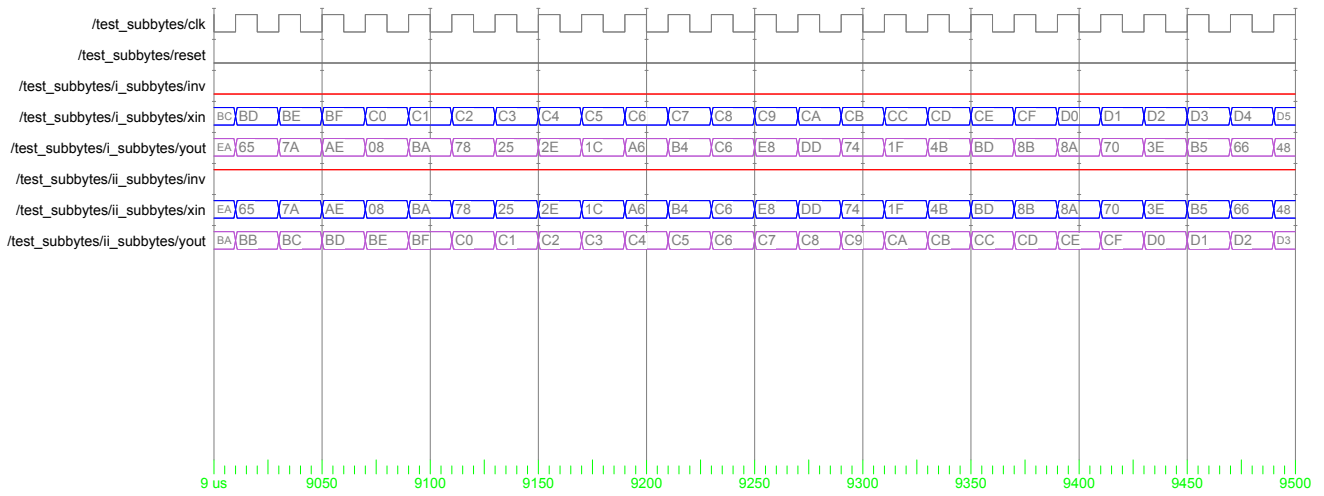 /test_subbytes/clk
/test_subbytes/reset
/test_subbytes/i_subbytes/inv
/test_subbytes/i_subbytes/xin BC BD BE BF C0 C1 C2 C3 C4 C5 C6 C7 C8 C9 CA CB CC CD CE CF D0 D1 D2 D3 D4 D5
/test_subbytes/i_subbytes/yout EA 65 7A AE 08 BA 78 25 2E 1C A6 B4 C6 E8 DD 74 1F 4B BD 8B 8A 70 3E B5 66 48
/test_subbytes/ii_subbytes/inv
/test_subbytes/ii_subbytes/xin EA 65 7A AE 08 BA 78 25 2E 1C A6 B4 C6 E8 DD 74 1F 4B BD 8B 8A 70 3E B5 66 48
/test_subbytes/ii_subbytes/yout BA BB BC BD BE BF C0 C1 C2 C3 C4 C5 C6 C7 C8 C9 CA CB CC CD CE CF D0 D1 D2 D3
9 us 9050 9100 9150 9200 9250 9300 9350 9400 9450 9500